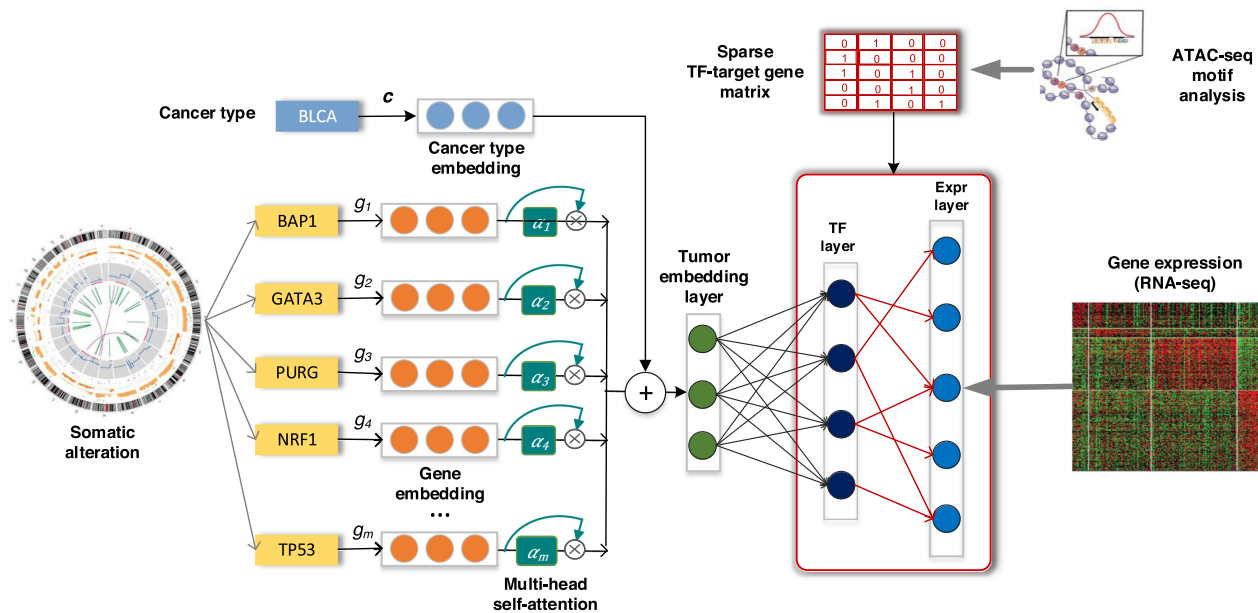 Sparse
TF-target gene
matrix
0 1 0 0
1 0 0 0
1 0 1 0
0 0 1 0
0 1 0 1
ATAC-seq
motif
analysis
Cancer type
BLCA
c
Cancer type
embedding
Somatic
alteration
BAP1
g1
α1
GATA3
g2
α2
PURG
g3
α3
NRF1
g4
α4
Gene
embedding
...
TP53
gm
αm
Multi-head
self-attention
+
Tumor
embedding
layer
TF
layer
Expr
layer
Gene expression
(RNA-seq)